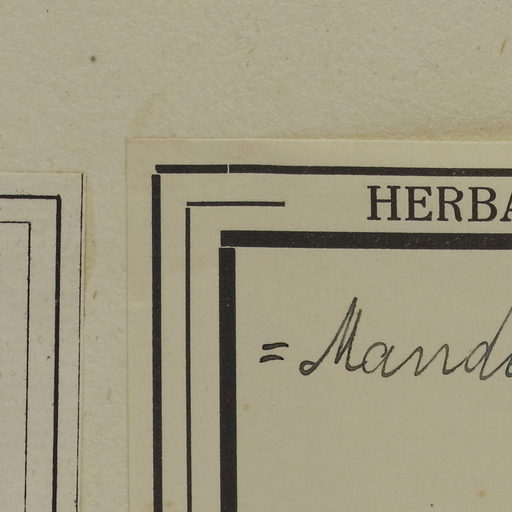 HERBA
= Mand